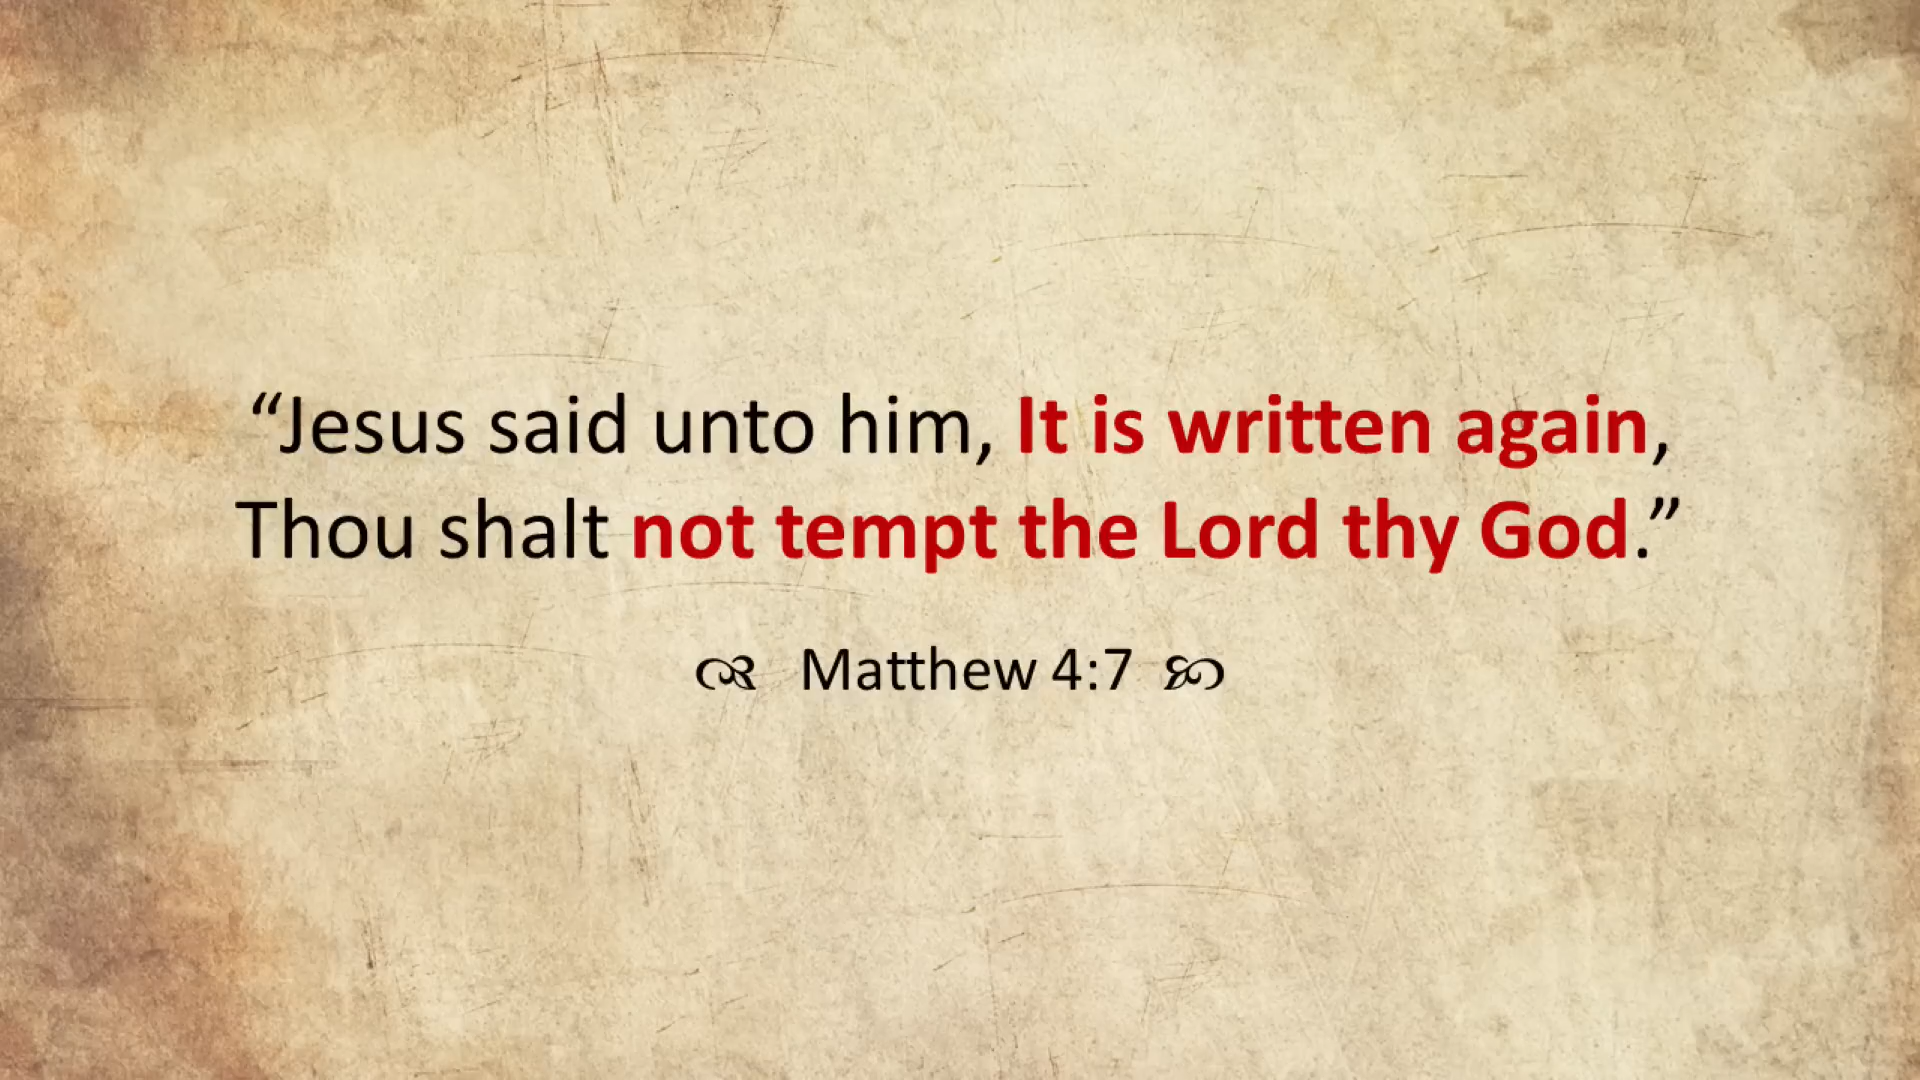 “Jesus said unto him, It is written again,
Thou shalt not tempt the Lord thy God.”
Matthew 4:7